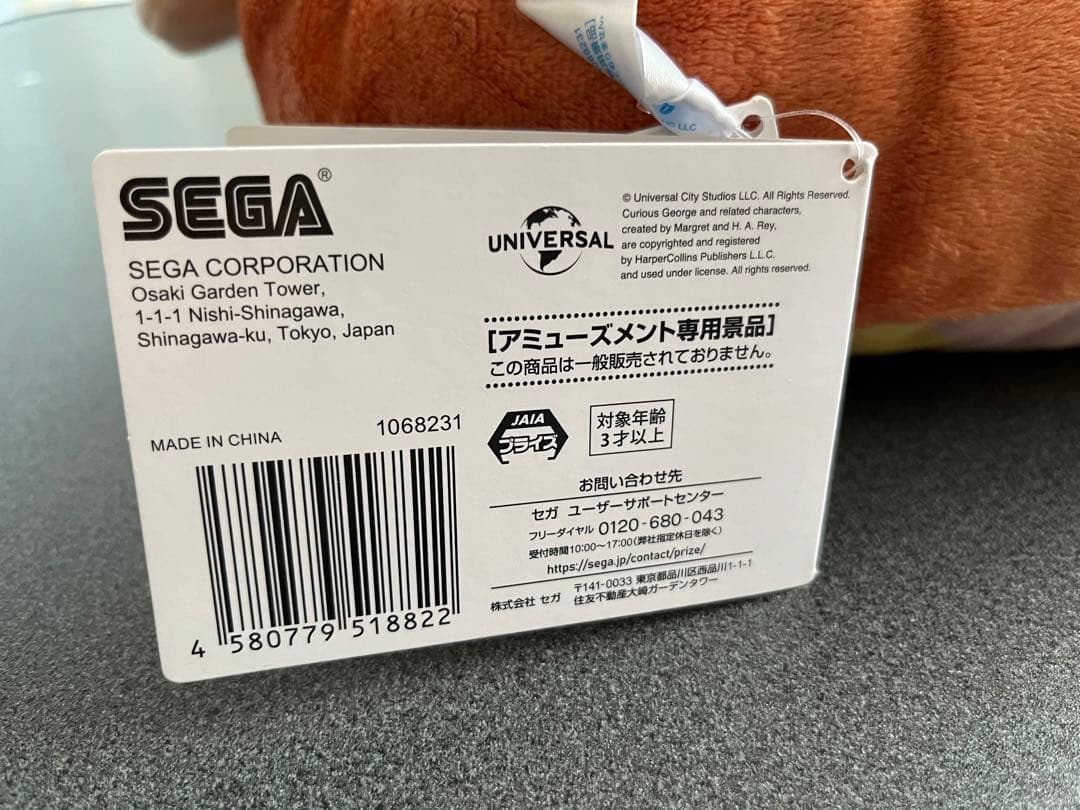 SEGA®
SEGA CORPORATION
Osaki Garden Tower,
1-1-1 Nishi-Shinagawa,
Shinagawa-ku, Tokyo, Japan
MADE IN CHINA
1068231
4 580779 518822
UNIVERSAL
© Universal City Studios LLC. All Rights Reserved.
Curious George and related characters,
created by Margret and H. A. Rey,
are copyrighted and registered
by HarperCollins Publishers L.L.C.
and used under license. All rights reserved.
[アミューズメント専用景品]
この商品は一般販売されておりません。
JAIA
プライズ
対象年齢
3才以上
お問い合わせ先
セガ ユーザーサポートセンター
フリーダイヤル 0120-680-043
受付時間10:00~17:00(弊社指定休日を除く)
https://sega.jp/contact/prize/
株式会社 セガ
〒141-0033 東京都品川区西品川1-1-1
住友不動産大崎ガーデンタワー
LLC